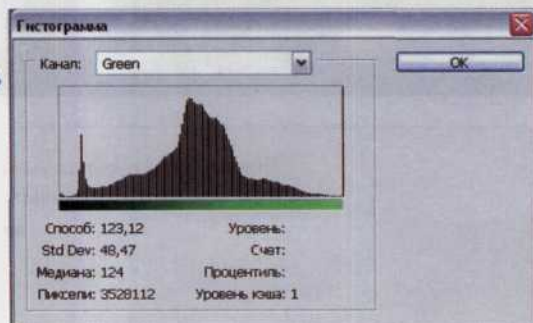 Гистограмма
Канал: Green
OK
Способ: 123,12 Уровень:
Std Dev: 48,47 Счет:
Медиана: 124 Процентиль:
Пиксели: 3528112 Уровень кэша: 1